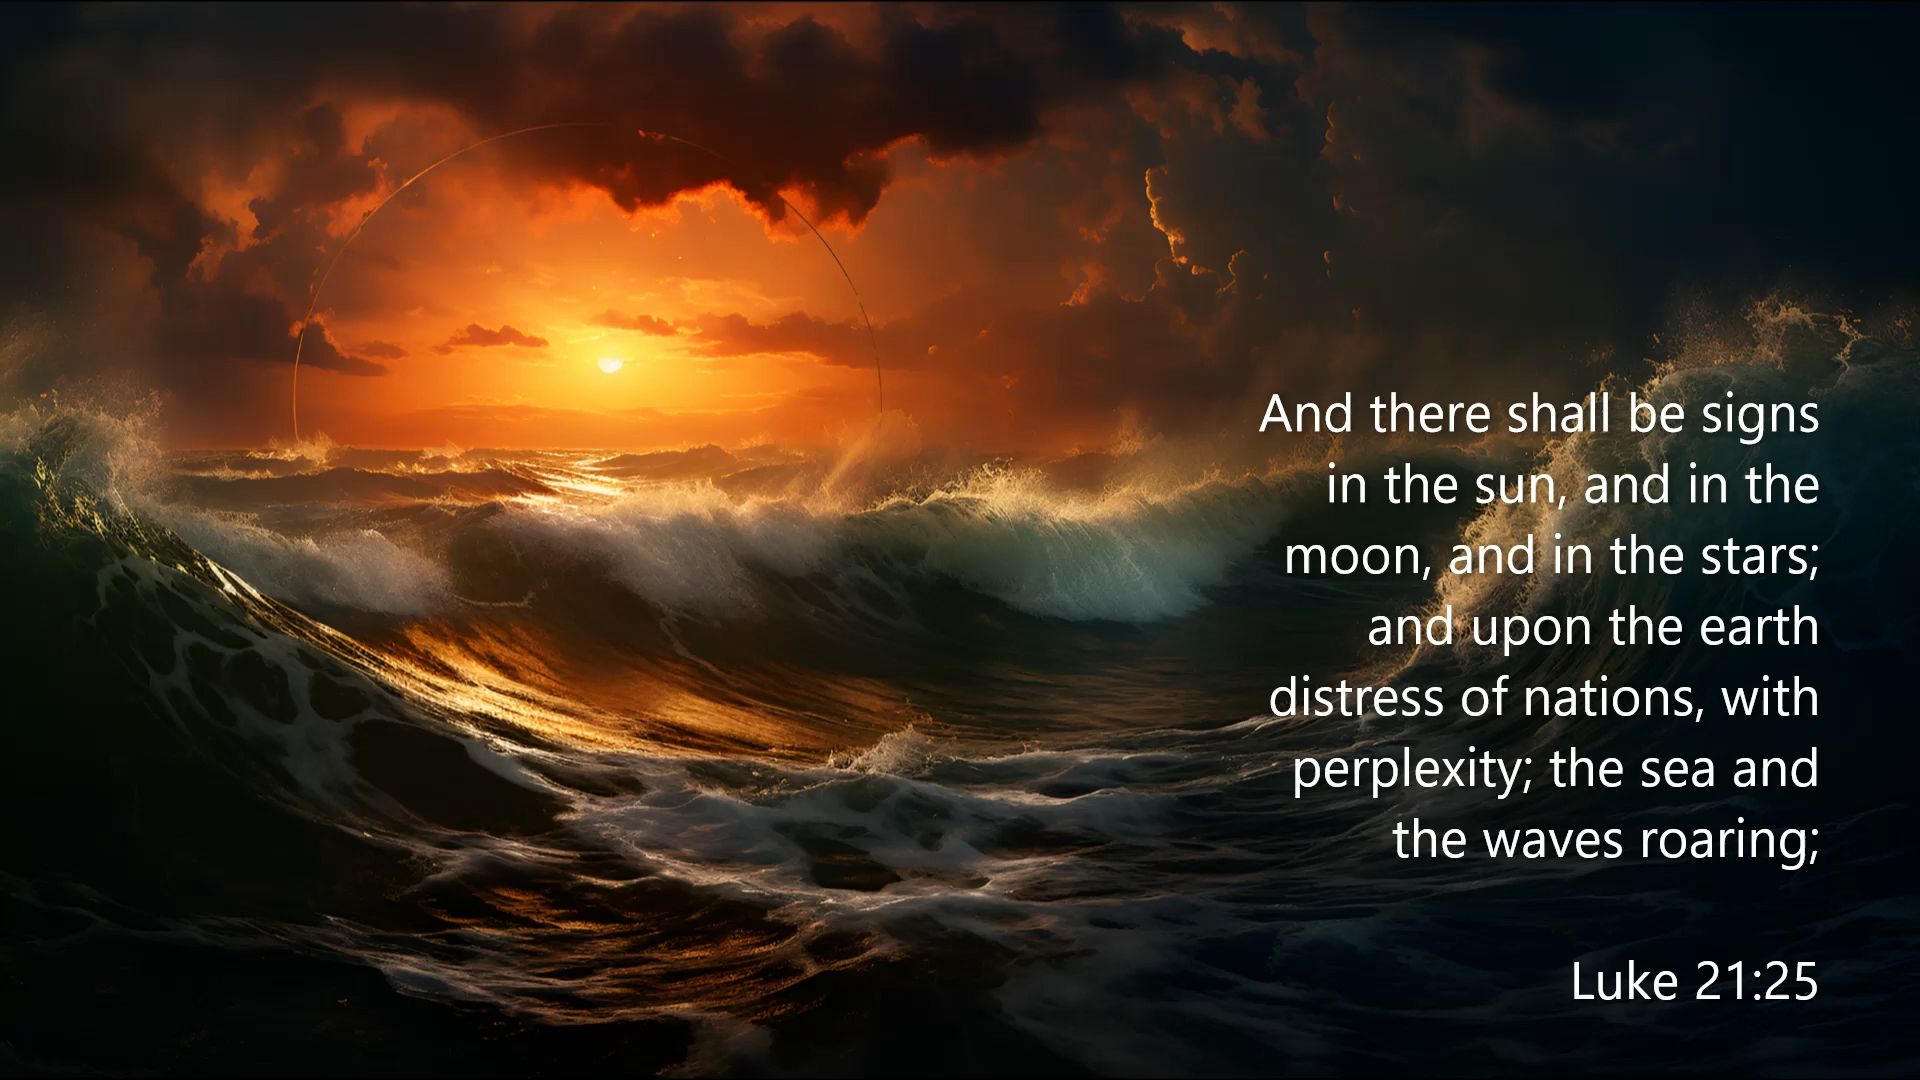 And there shall be signs
in the sun, and in the
moon, and in the stars;
and upon the earth
distress of nations, with
perplexity; the sea and
the waves roaring;
Luke 21:25